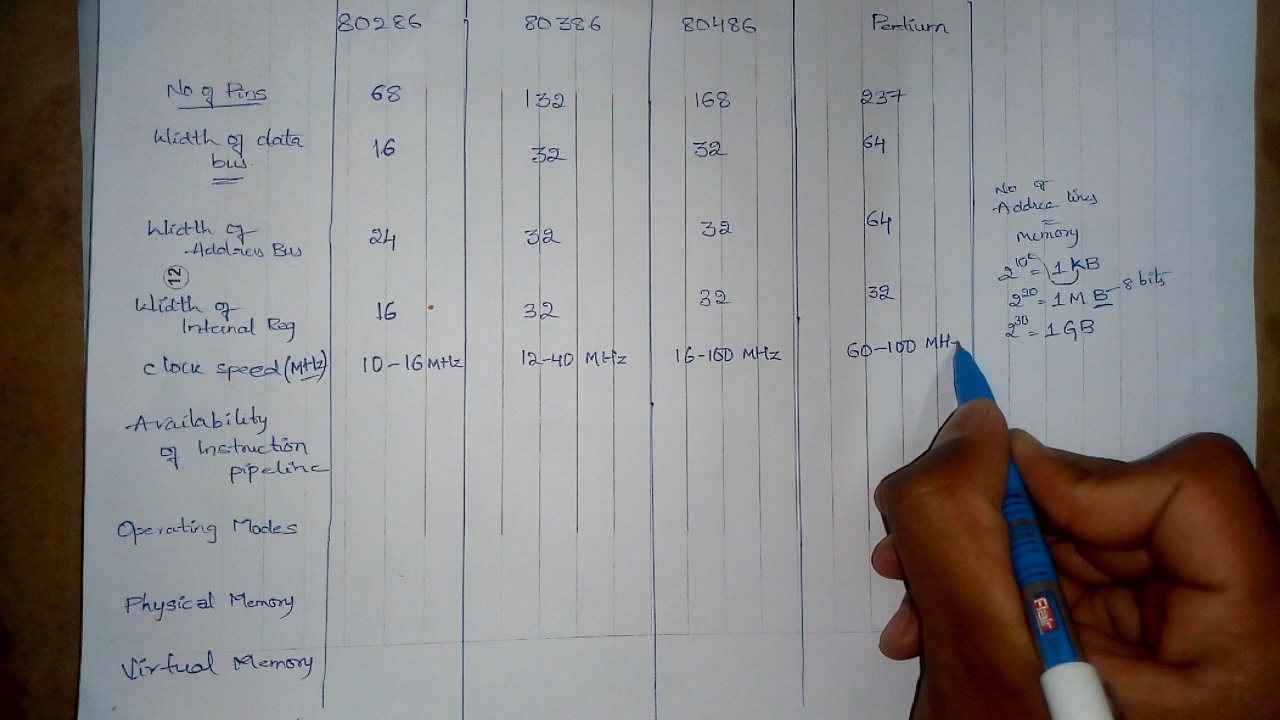 80286 80386 80486 Pentium
No of Pins 68 132 168 237
Width of data
bus 16 32 32 64
Width of
Address Bus 24 32 32 64
12
Width of
Internal Reg 16 32 32 32
clock speed (MHz) 10-16 MHz 12-40 MHz 16-100 MHz 60-100 MHz
Availability
of Instruction
pipeline
Operating Modes
Physical Memory
Virtual Memory
No of
Address lines
=
memory
2^10 = 1 KB
2^20 = 1 MB - 8 bits
2^30 = 1 GB
Flair